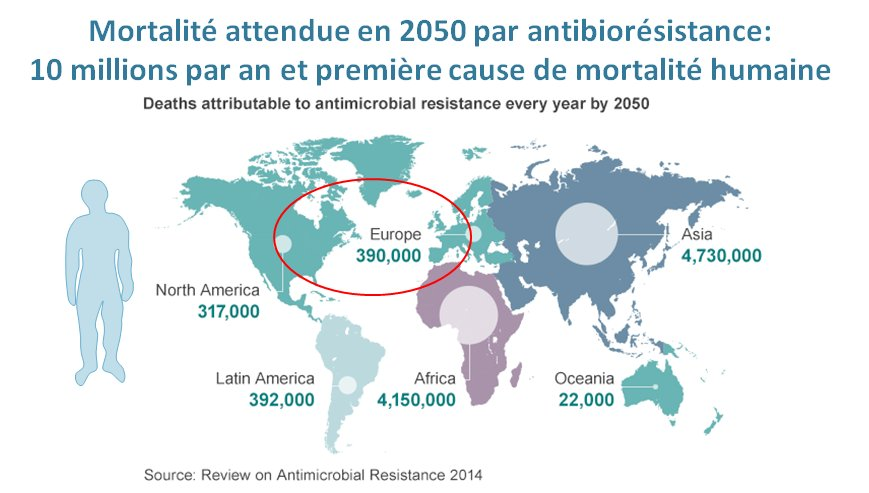 Mortalité attendue en 2050 par antibiorésistance:
10 millions par an et première cause de mortalité humaine
Deaths attributable to antimicrobial resistance every year by 2050
Europe
390,000
Asia
4,730,000
North America
317,000
Latin America
392,000
Africa
4,150,000
Oceania
22,000
Source: Review on Antimicrobial Resistance 2014